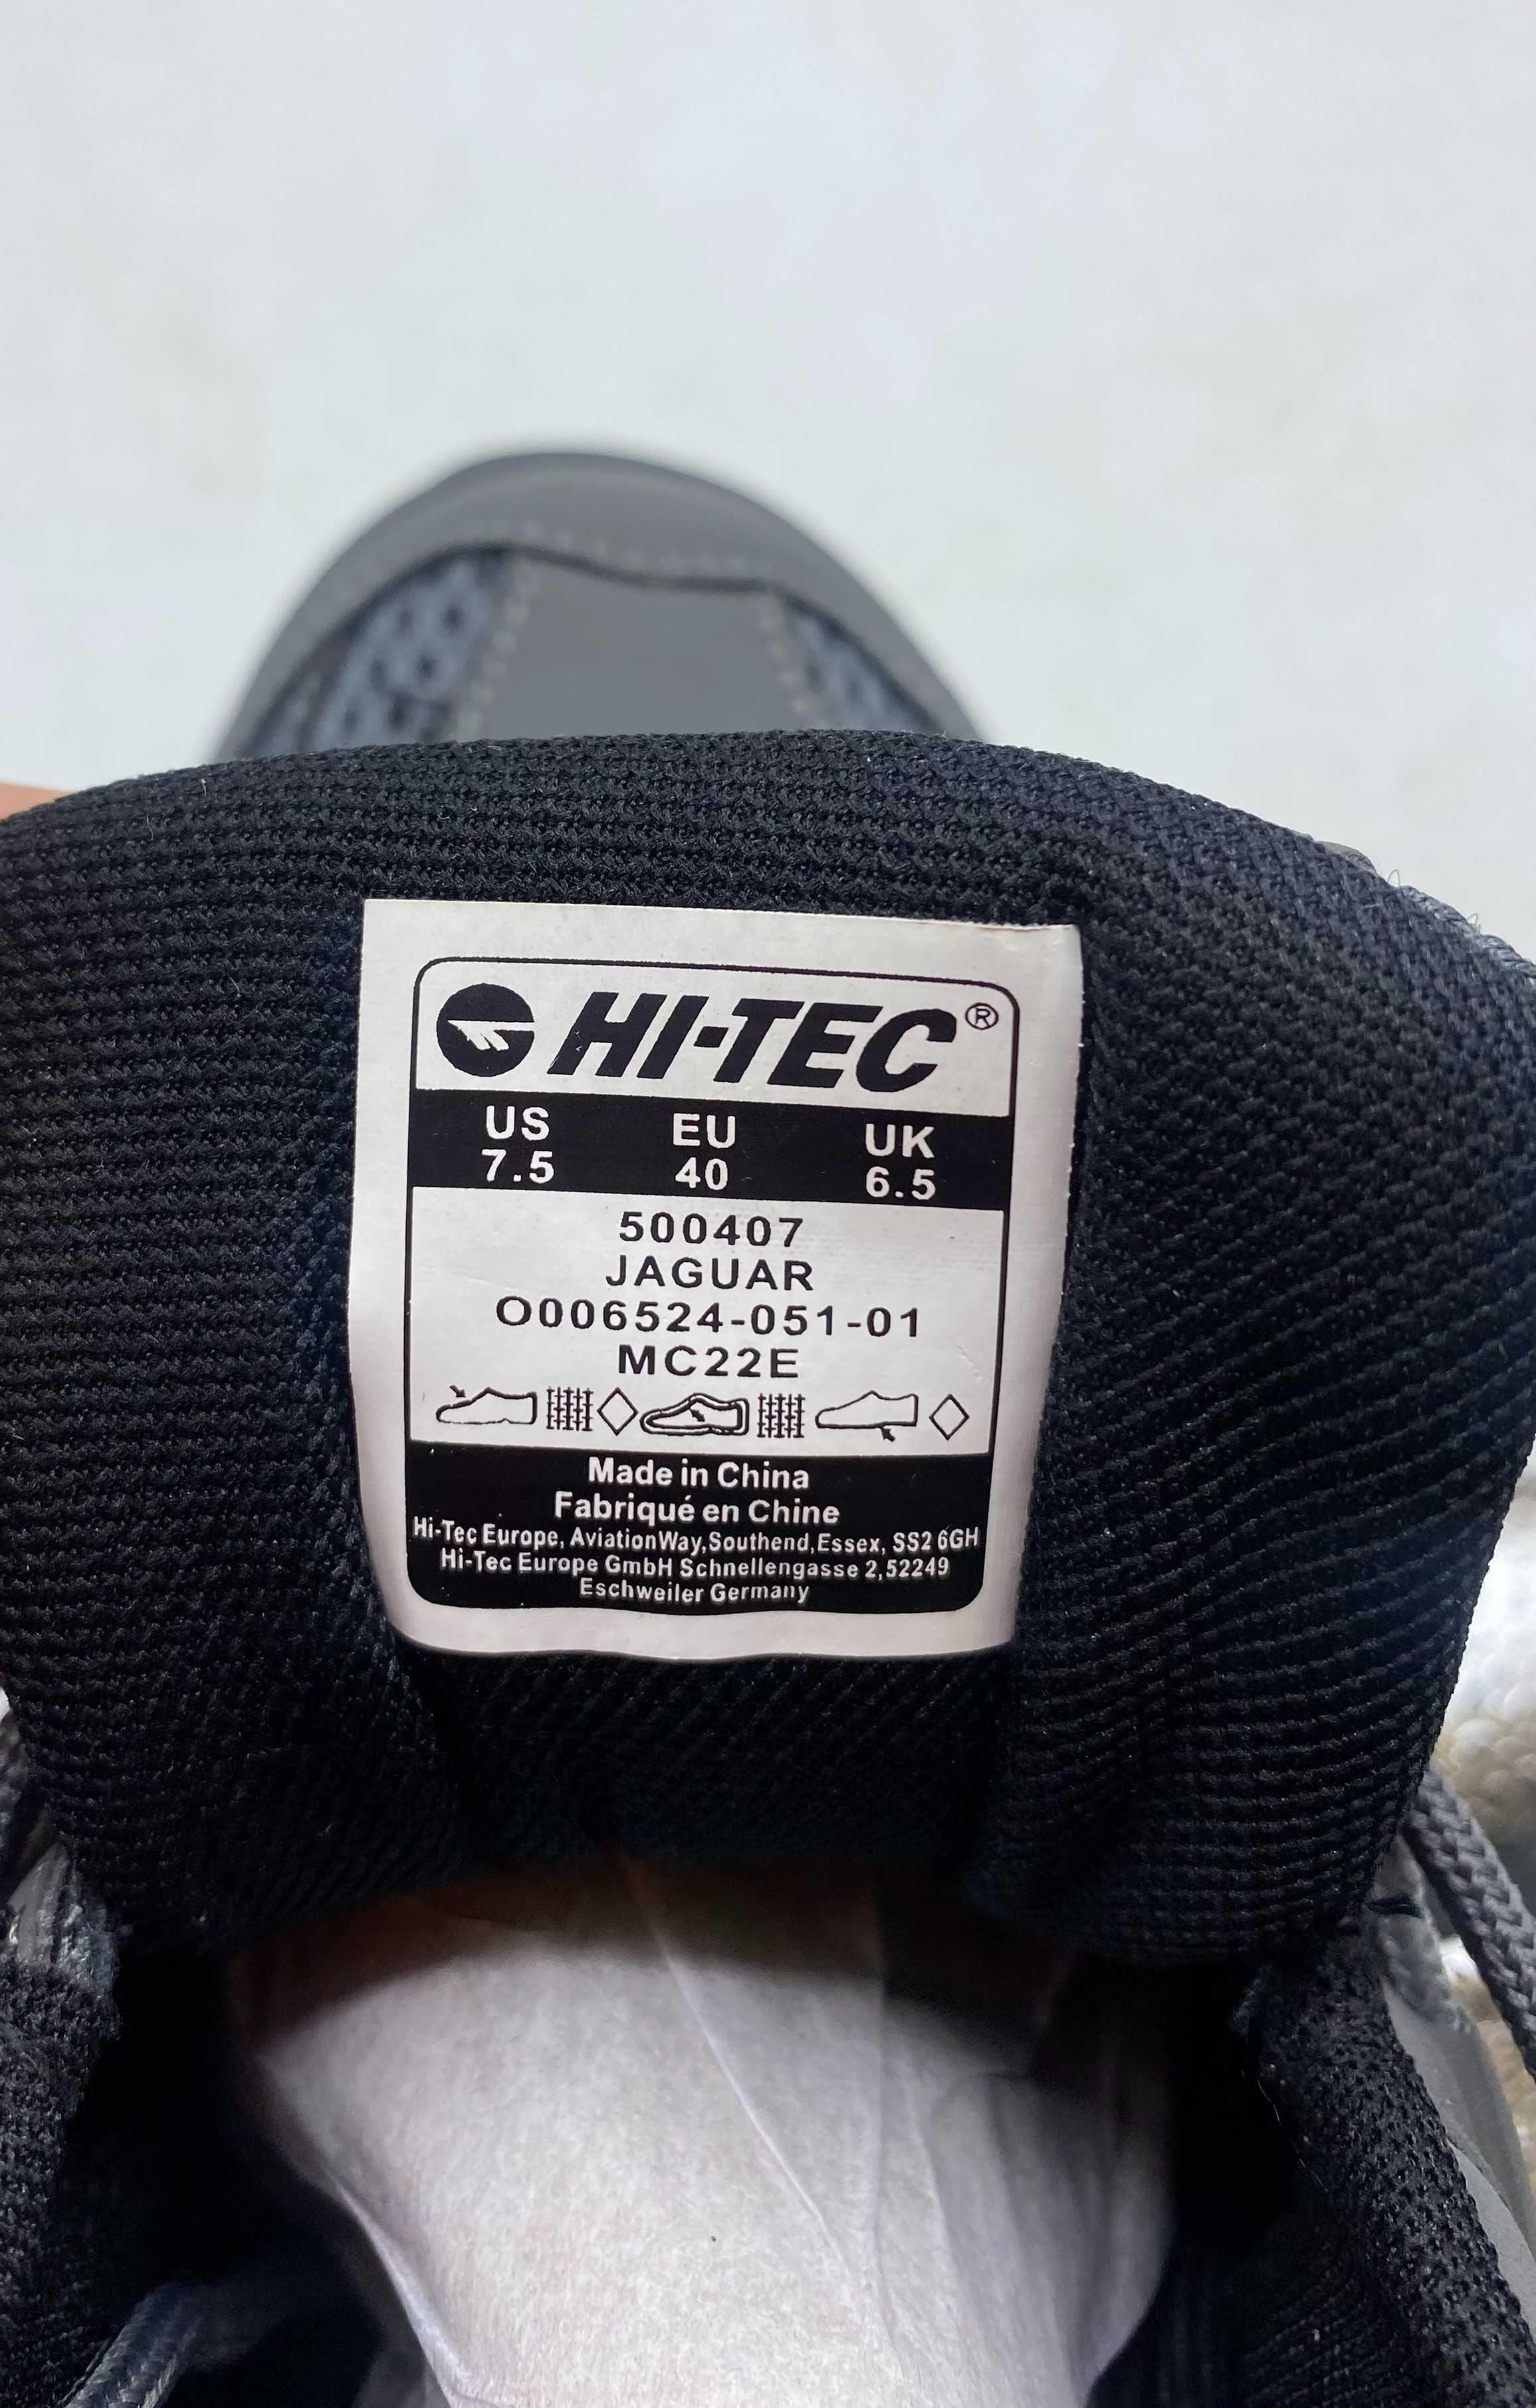 HI-TEC®
US EU UK
7.5 40 6.5
500407
JAGUAR
O006524-051-01
MC22E
Made in China
Fabriqué en Chine
Hi-Tec Europe, AviationWay,Southend,Essex, SS2 6GH
Hi-Tec Europe GmbH Schnellengasse 2,52249
Eschweiler Germany